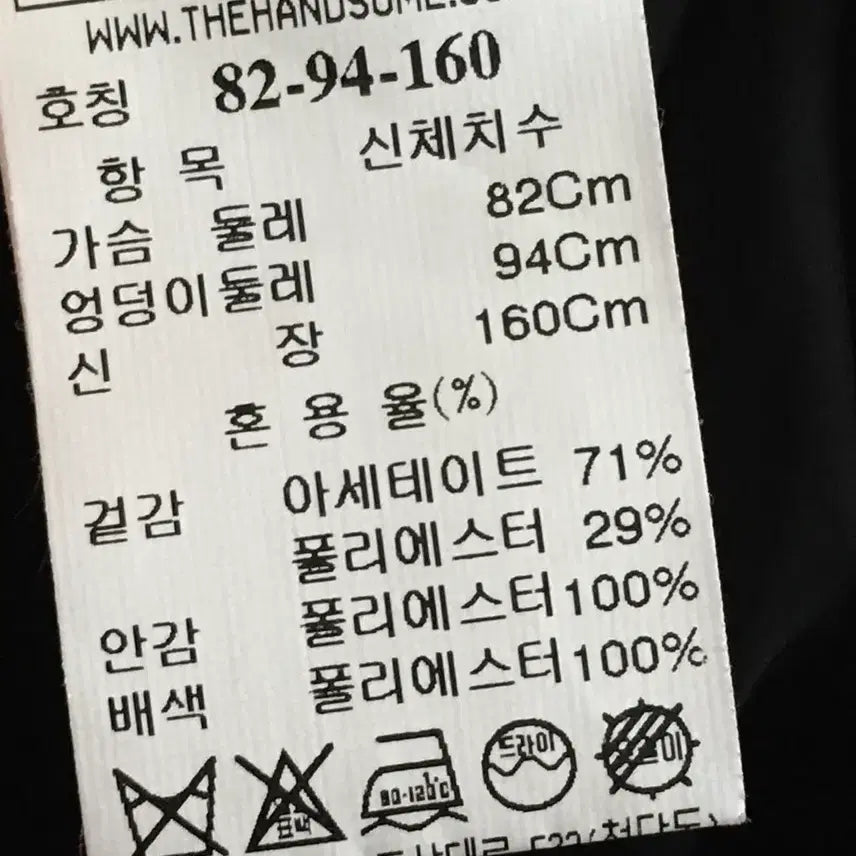 WWW.THEHANDSOME.
호칭 82-94-160
항 목 신체치수
가슴 둘레 82Cm
엉덩이둘레 94Cm
신 장 160Cm
혼 용 율(%)
겉감 아세테이트 71%
폴리에스터 29%
안감 폴리에스터100%
배색 폴리에스터100%
표백 80-120℃ 드라이